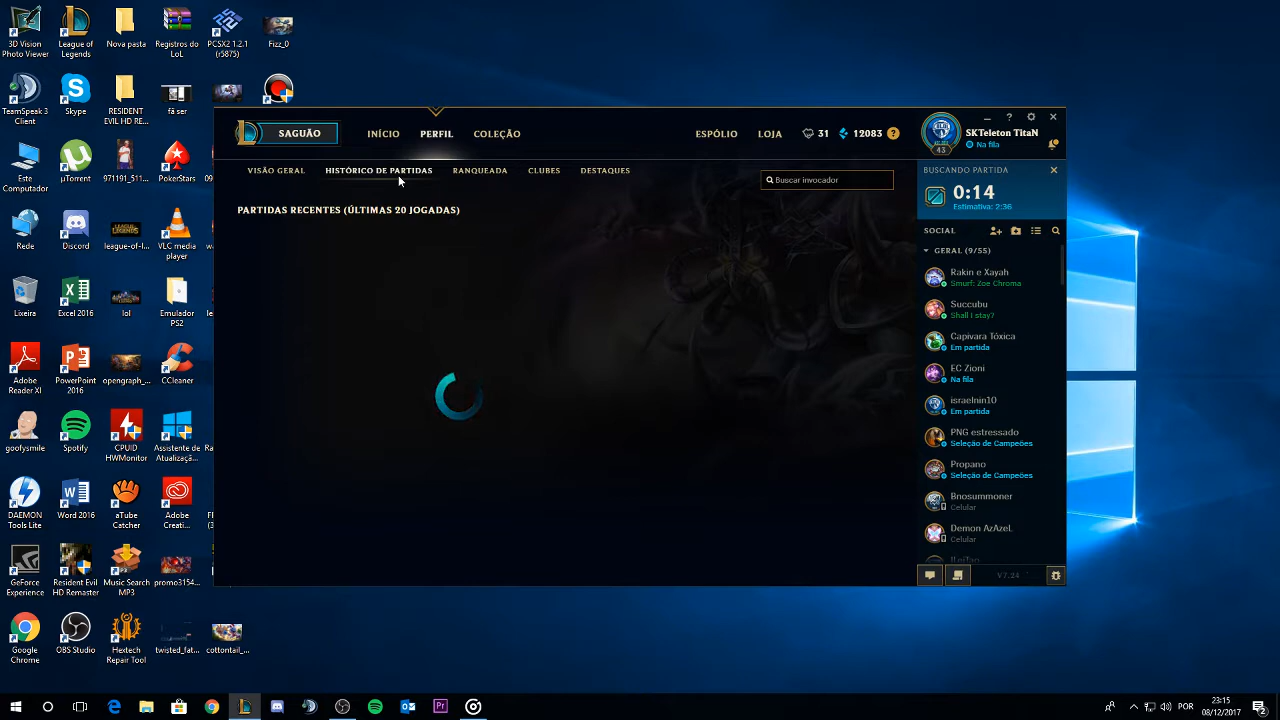 3D Vision
Photo Viewer
League of
Legends
Nova pasta
Registros do
LoL
PCSX2 1.2.1
(r5875)
Fizz_0
TeamSpeak 3
Client
Skype
RESIDENT
EVIL HD RE...
fã ser
Este
Computador
µTorrent
971191_511...
PokerStars
Rede
Discord
league-of-l...
VLC media
player
Lixeira
Excel 2016
lol
Emulador
PS2
Adobe
Reader XI
PowerPoint
2016
opengraph_...
CCleaner
goofysmile
Spotify
CPUID
HWMonitor
Assistente de
Atualizaçã...
DAEMON
Tools Lite
Word 2016
aTube
Catcher
Adobe
Creati...
GeForce
Experience
Resident Evil
HD Remaster
Music Search
MP3
promo3154...
Google
Chrome
OBS Studio
Hextech
Repair Tool
twisted_fat...
cottontail_...
SAGUÃO
INÍCIO
PERFIL
COLEÇÃO
ESPÓLIO
LOJA
31
12083
?
?
43
SKTeleton TitaN
Na fila
VISÃO GERAL
HISTÓRICO DE PARTIDAS
RANQUEADA
CLUBES
DESTAQUES
Buscar invocador
PARTIDAS RECENTES (ÚLTIMAS 20 JOGADAS)
BUSCANDO PARTIDA
0:14
Estimativa: 2:36
SOCIAL
GERAL (9/55)
Rakin e Xayah
Smurf: Zoe Chroma
Succubu
Shall I stay?
Capivara Tóxica
Em partida
EC Zioni
Na fila
israelnin10
Em partida
PNG estressado
Seleção de Campeões
Propano
Seleção de Campeões
Bnosummoner
Celular
Demon AzAzeL
Celular
V7.24
POR
23:15
08/12/2017
2